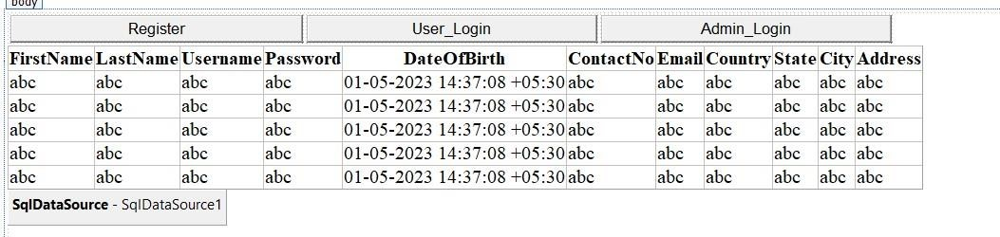 body
Register User_Login Admin_Login
FirstName LastName Username Password DateOfBirth ContactNo Email Country State City Address
abc abc abc abc 01-05-2023 14:37:08 +05:30 abc abc abc abc abc abc
abc abc abc abc 01-05-2023 14:37:08 +05:30 abc abc abc abc abc abc
abc abc abc abc 01-05-2023 14:37:08 +05:30 abc abc abc abc abc abc
abc abc abc abc 01-05-2023 14:37:08 +05:30 abc abc abc abc abc abc
abc abc abc abc 01-05-2023 14:37:08 +05:30 abc abc abc abc abc abc
SqlDataSource - SqlDataSource1